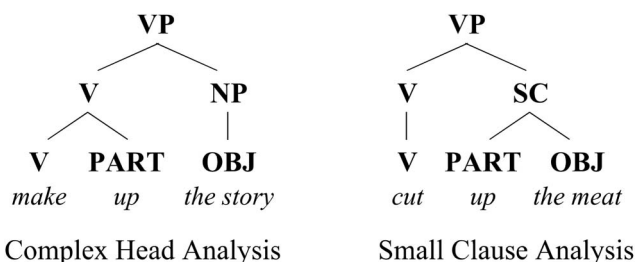 VP VP
V NP V SC
V PART OBJ V PART OBJ
make up the story cut up the meat
Complex Head Analysis Small Clause Analysis